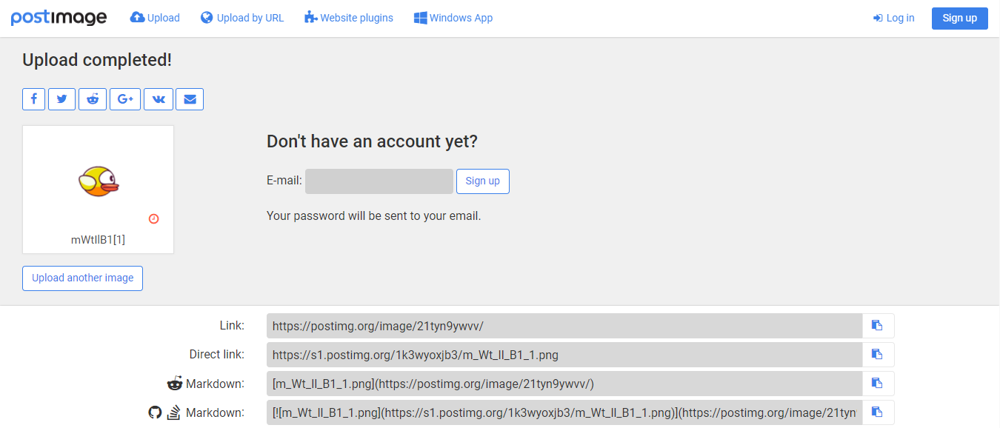 postimage Upload Upload by URL Website plugins Windows App Log in Sign up
Upload completed!
G+
Don't have an account yet?
E-mail: Sign up
Your password will be sent to your email.
mWtIlB1[1]
Upload another image
Link: https://postimg.org/image/21tyn9ywvv/
Direct link: https://s1.postimg.org/1k3wyoxjb3/m_Wt_Il_B1_1.png
Markdown: [m_Wt_Il_B1_1.png](https://postimg.org/image/21tyn9ywvv/)
Markdown: [![m_Wt_Il_B1_1.png](https://s1.postimg.org/1k3wyoxjb3/m_Wt_Il_B1_1.png)](https://postimg.org/image/21tyn